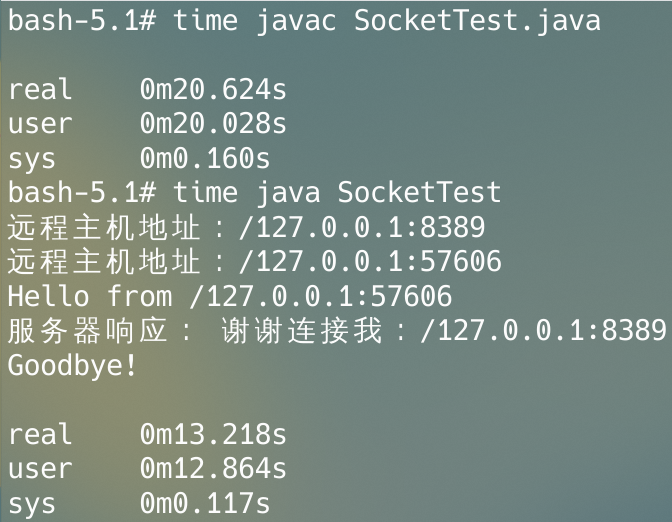 bash-5.1# time javac SocketTest.java
real 0m20.624s
user 0m20.028s
sys 0m0.160s
bash-5.1# time java SocketTest
远程主机地址：/127.0.0.1:8389
远程主机地址：/127.0.0.1:57606
Hello from /127.0.0.1:57606
服务器响应： 谢谢连接我：/127.0.0.1:8389
Goodbye!
real 0m13.218s
user 0m12.864s
sys 0m0.117s